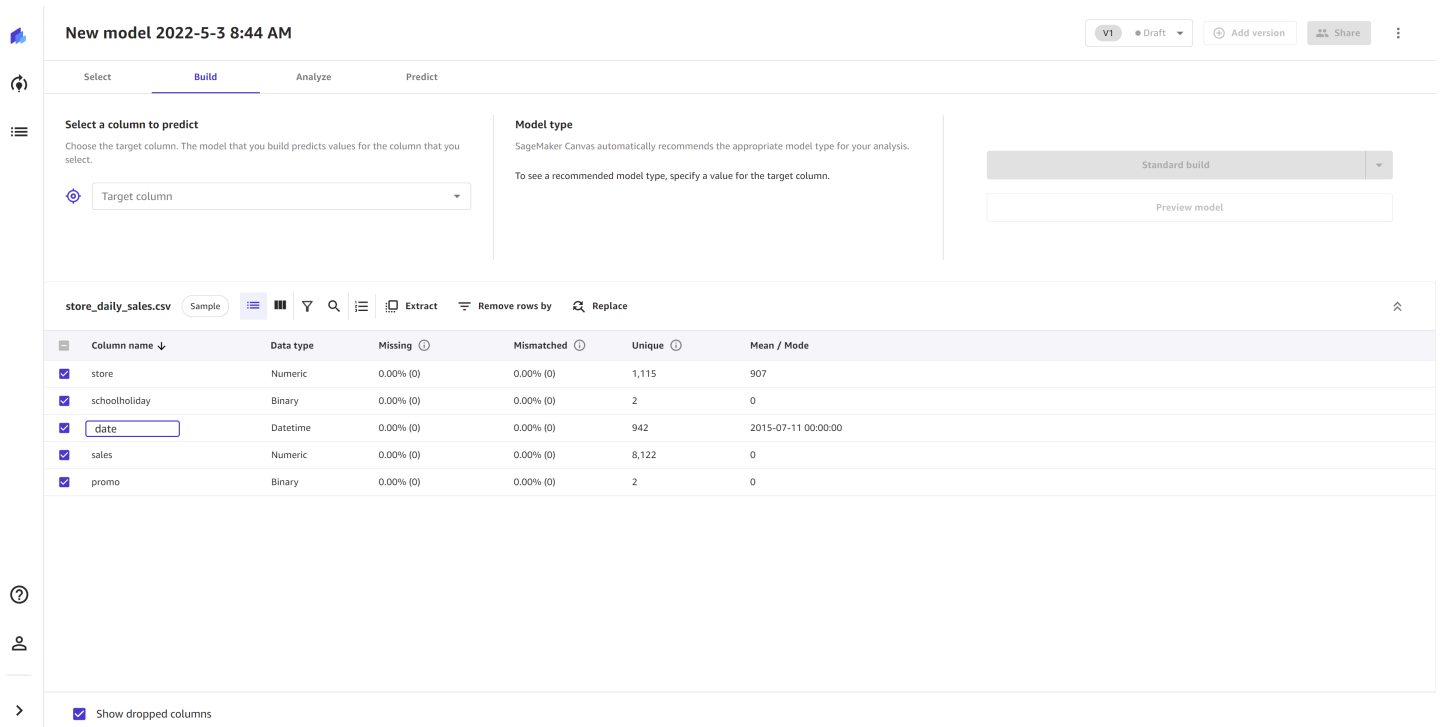 New model 2022-5-3 8:44 AM
V1 Draft
Add version
Share
Select Build Analyze Predict
Select a column to predict
Choose the target column. The model that you build predicts values for the column that you
select.
Target column
Model type
SageMaker Canvas automatically recommends the appropriate model type for your analysis.
To see a recommended model type, specify a value for the target column.
Standard build
Preview model
store_daily_sales.csv Sample Extract Remove rows by Replace
Column name Data type Missing Mismatched Unique Mean / Mode
store Numeric 0.00% (0) 0.00% (0) 1,115 907
schoolholiday Binary 0.00% (0) 0.00% (0) 2 0
date Datetime 0.00% (0) 0.00% (0) 942 2015-07-11 00:00:00
sales Numeric 0.00% (0) 0.00% (0) 8,122 0
promo Binary 0.00% (0) 0.00% (0) 2 0
Show dropped columns